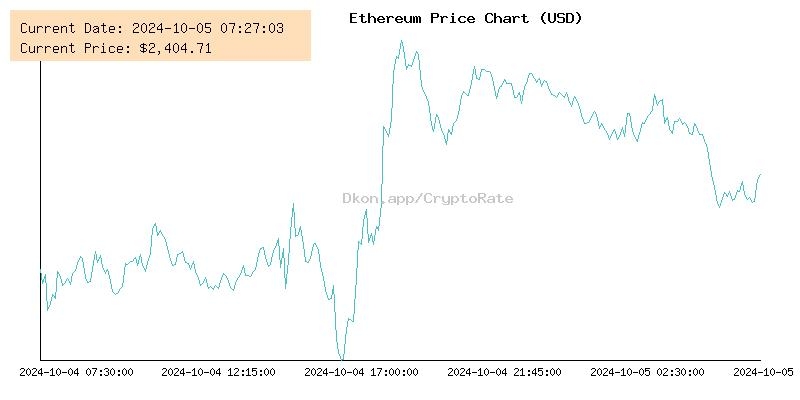 Ethereum Price Chart (USD)
Current Date: 2024-10-05 07:27:03
Current Price: $2,404.71
Dkon.app/CryptoRate
2024-10-04 07:30:00
2024-10-04 12:15:00
2024-10-04 17:00:00
2024-10-04 21:45:00
2024-10-05 02:30:00
2024-10-05